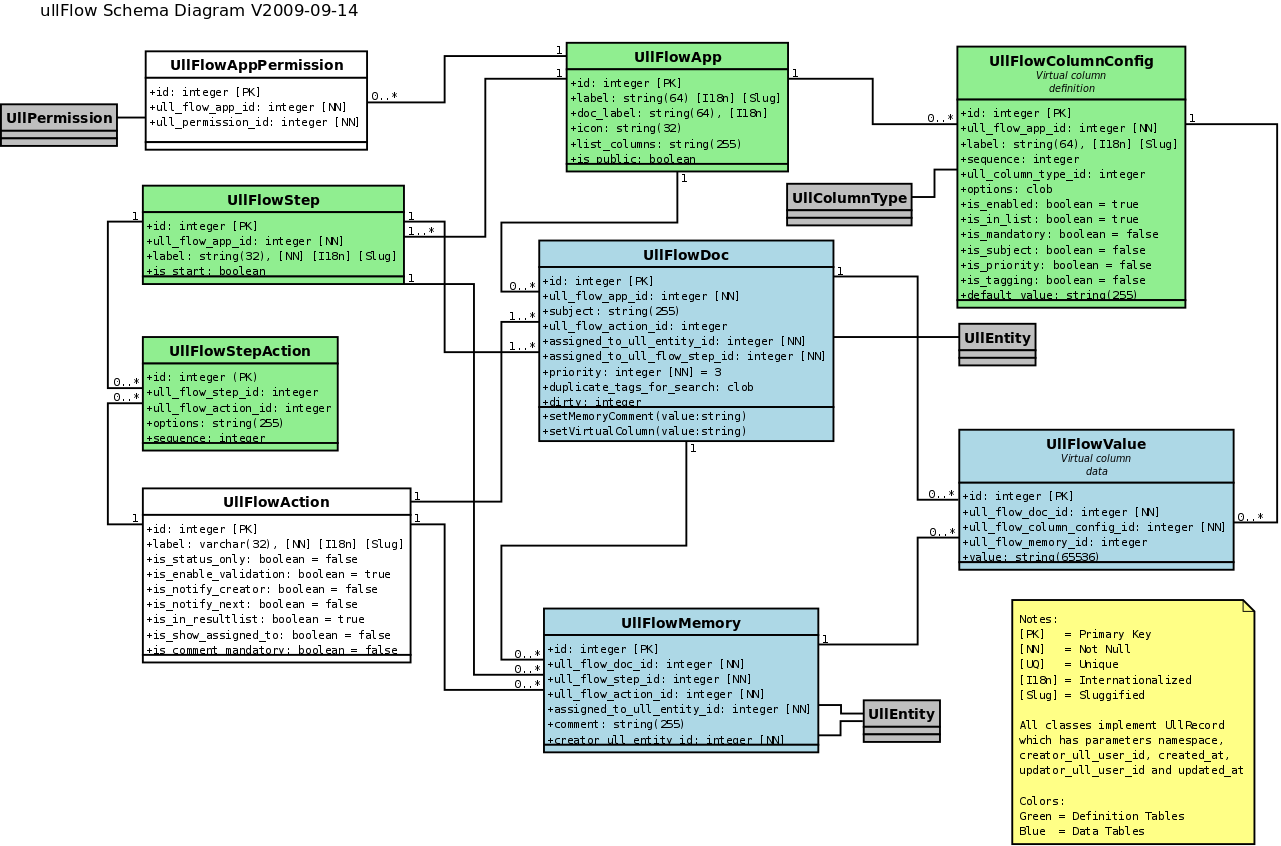 ullFlow Schema Diagram V2009-09-14
UllFlowAppPermission
+id: integer [PK]
+ull_flow_app_id: integer [NN]
+ull_permission_id: integer [NN]
UllPermission
0..*
1
1
UllFlowApp
+id: integer [PK]
+label: string(64) [I18n] [Slug]
+doc_label: string(64), [I18n]
+icon: string(32)
+list_columns: string(255)
+is_public: boolean
1
1
0..*
UllFlowColumnConfig
Virtual column
definition
+id: integer [PK]
+ull_flow_app_id: integer [NN]
+label: string(64), [I18n] [Slug]
+sequence: integer
+ull_column_type_id: integer
+options: clob
+is_enabled: boolean = true
+is_in_list: boolean = true
+is_mandatory: boolean = false
+is_subject: boolean = false
+is_priority: boolean = false
+is_tagging: boolean = false
+default_value: string(255)
1
UllColumnType
UllFlowStep
+id: integer [PK]
+ull_flow_app_id: integer [NN]
+label: string(32), [NN] [I18n] [Slug]
+is_start: boolean
1
1
1..*
1
UllFlowDoc
+id: integer [PK]
+ull_flow_app_id: integer [NN]
+subject: string(255)
+ull_flow_action_id: integer
+assigned_to_ull_entity_id: integer [NN]
+assigned_to_ull_flow_step_id: integer [NN]
+priority: integer [NN] = 3
+duplicate_tags_for_search: clob
+dirty: integer
+setMemoryComment(value:string)
+setVirtualColumn(value:string)
0..*
1..*
1..*
1
1
UllEntity
UllFlowStepAction
+id: integer (PK)
+ull_flow_step_id: integer
+ull_flow_action_id: integer
+options: string(255)
+sequence: integer
0..*
0..*
UllFlowValue
Virtual column
data
+id: integer [PK]
+ull_flow_doc_id: integer [NN]
+ull_flow_column_config_id: integer [NN]
+ull_flow_memory_id: integer
+value: string(65536)
0..*
0..*
0..*
UllFlowAction
+id: integer [PK]
+label: varchar(32), [NN] [I18n] [Slug]
+is_status_only: boolean = false
+is_enable_validation: boolean = true
+is_notify_creator: boolean = false
+is_notify_next: boolean = false
+is_in_resultlist: boolean = true
+is_show_assigned_to: boolean = false
+is_comment_mandatory: boolean = false
1
1
1
UllFlowMemory
+id: integer [PK]
+ull_flow_doc_id: integer [NN]
+ull_flow_step_id: integer [NN]
+ull_flow_action_id: integer [NN]
+assigned_to_ull_entity_id: integer [NN]
+comment: string(255)
+creator_ull_entity_id: integer [NN]
0..*
0..*
0..*
1
UllEntity
Notes:
[PK] = Primary Key
[NN] = Not Null
[UQ] = Unique
[I18n] = Internationalized
[Slug] = Sluggified
All classes implement UllRecord
which has parameters namespace,
creator_ull_user_id, created_at,
updator_ull_user_id and updated_at
Colors:
Green = Definition Tables
Blue = Data Tables